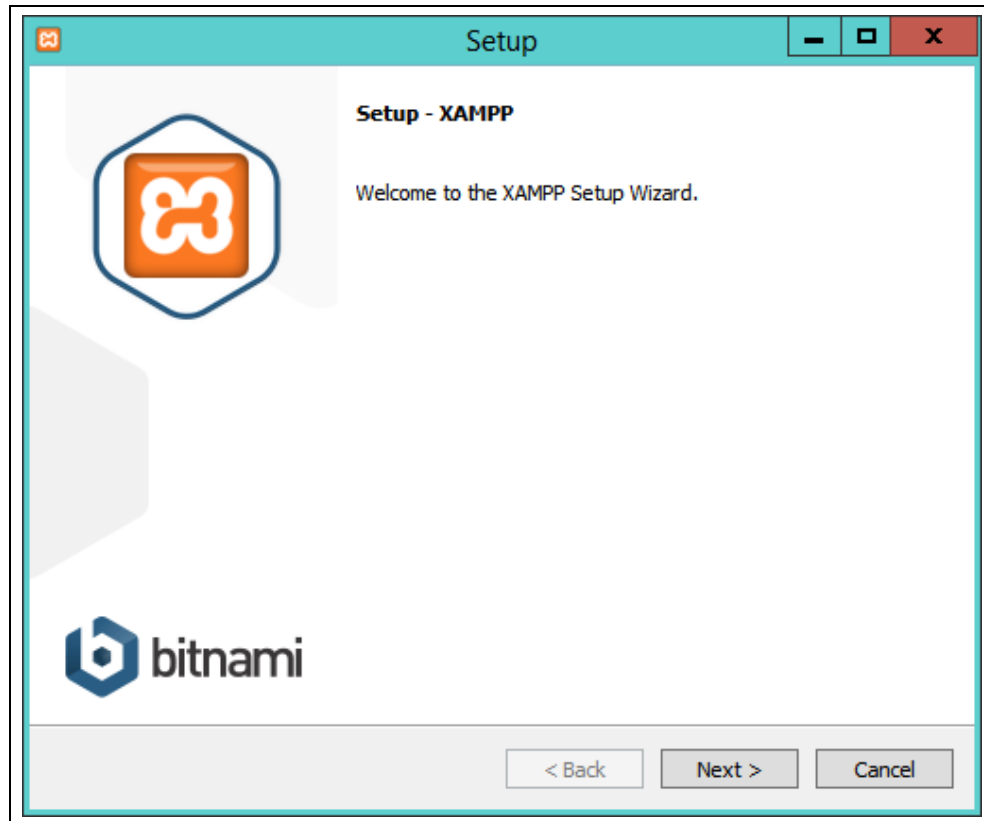 Setup
Setup - XAMPP
Welcome to the XAMPP Setup Wizard.
bitnami
< Back Next > Cancel